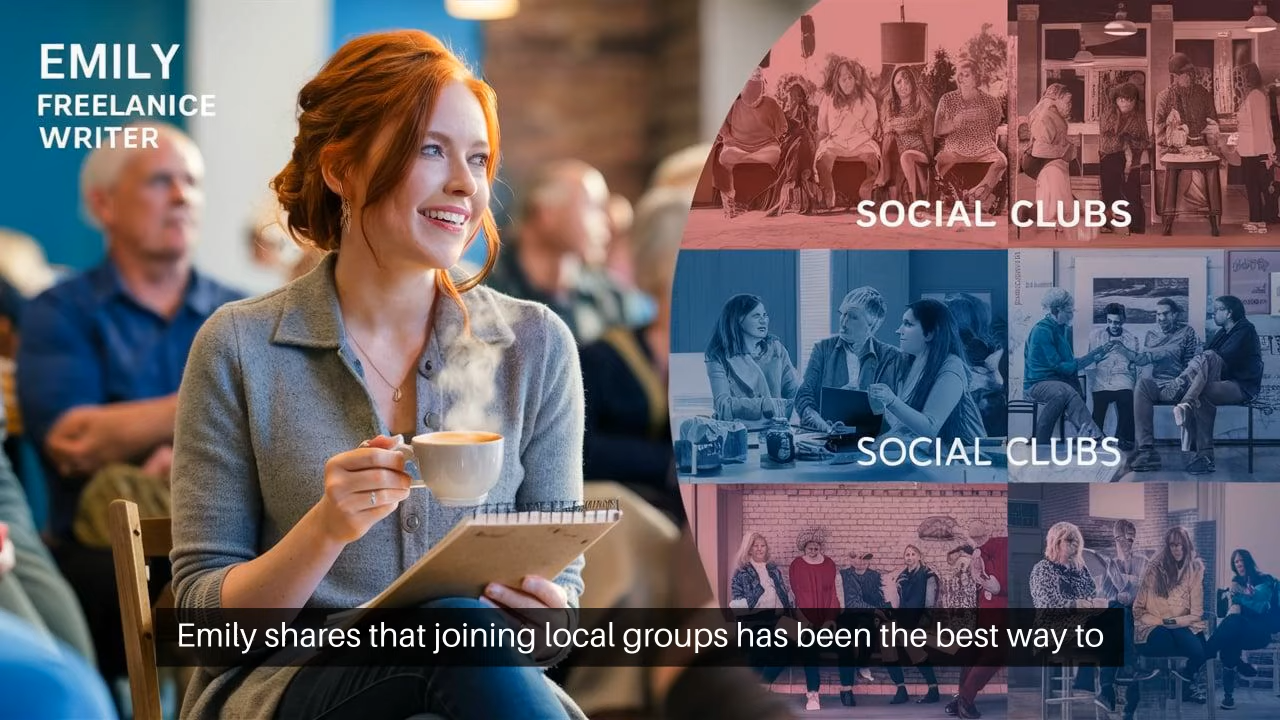 EMILY
FREELANICE
WRITER
SOCIAL CLUBS
SOCIAL CLUBS
Emily shares that joining local groups has been the best way to